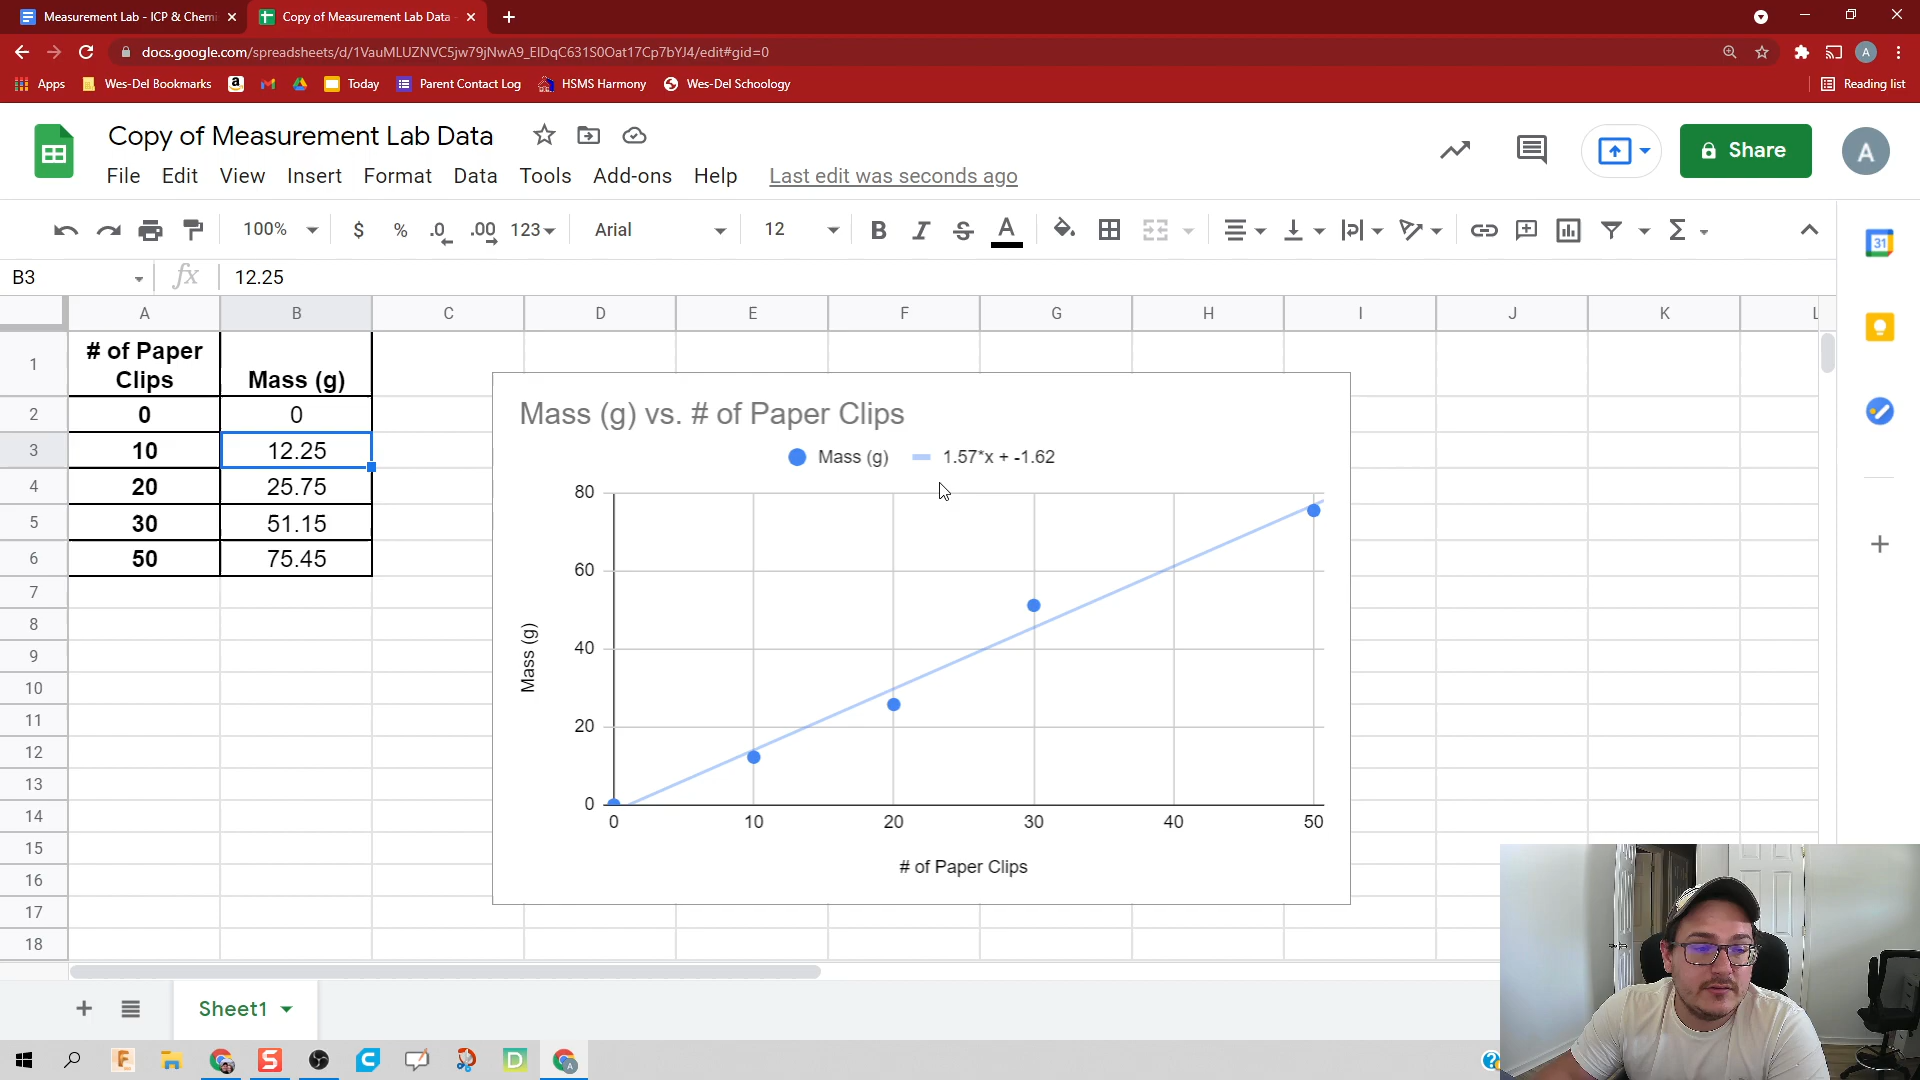 Measurement Lab - ICP & Chemi
Copy of Measurement Lab Data -
docs.google.com/spreadsheets/d/1VauMLUZNVC5jw79jNwA9_EIDqC631S0Oat17Cp7bYJ4/edit#gid=0
A
Apps
Wes-Del Bookmarks
a
Today
Parent Contact Log
HSMS Harmony
Wes-Del Schoology
Reading list
Copy of Measurement Lab Data
Share
A
File Edit View Insert Format Data Tools Add-ons Help Last edit was seconds ago
100% $ % .0 .00 123 Arial 12 B I S A Σ
31
B3 fx 12.25
A B C D E F G H I J K L
1 # of Paper Clips Mass (g)
2 0 0
3 10 12.25
4 20 25.75
5 30 51.15
6 50 75.45
7
8
9
10
11
12
13
14
15
16
17
18
Mass (g) vs. # of Paper Clips
Mass (g) 1.57*x + -1.62
80
60
40
20
0
Mass (g)
0 10 20 30 40 50
# of Paper Clips
Sheet1
F
S
C
D
A
?